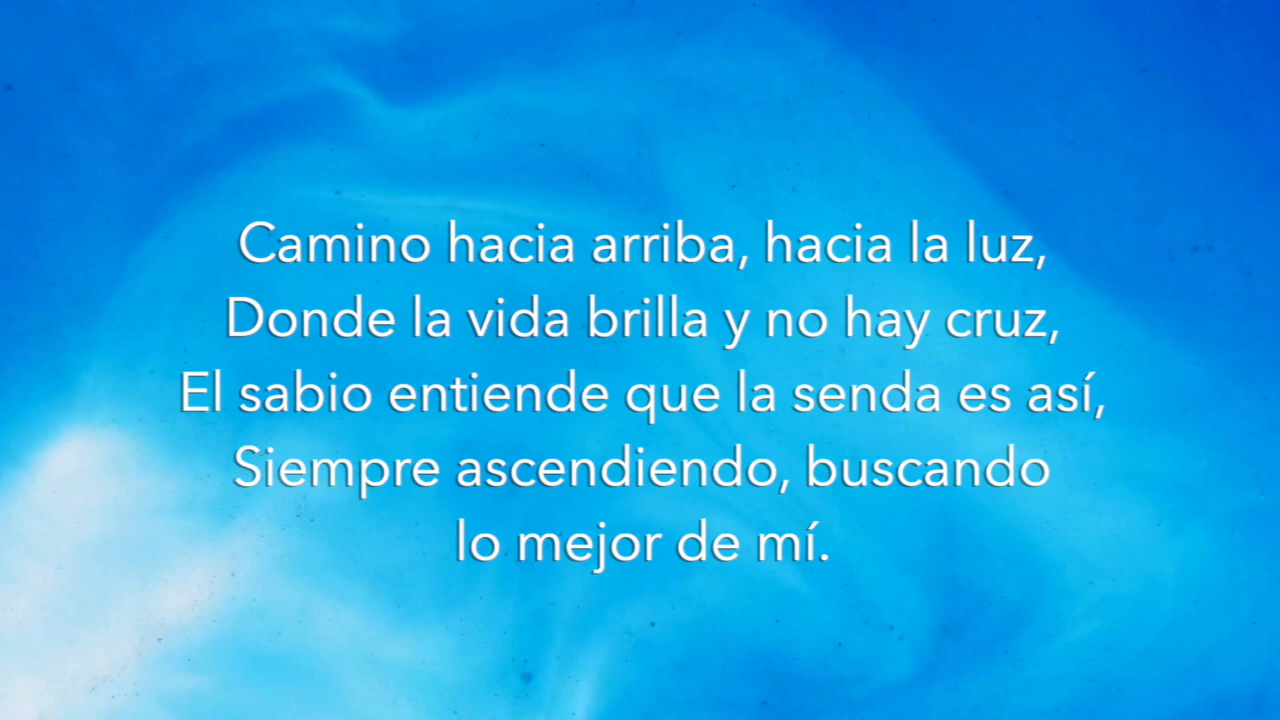 Camino hacia arriba, hacia la luz,
Donde la vida brilla y no hay cruz,
El sabio entiende que la senda es así,
Siempre ascendiendo, buscando
lo mejor de mí.